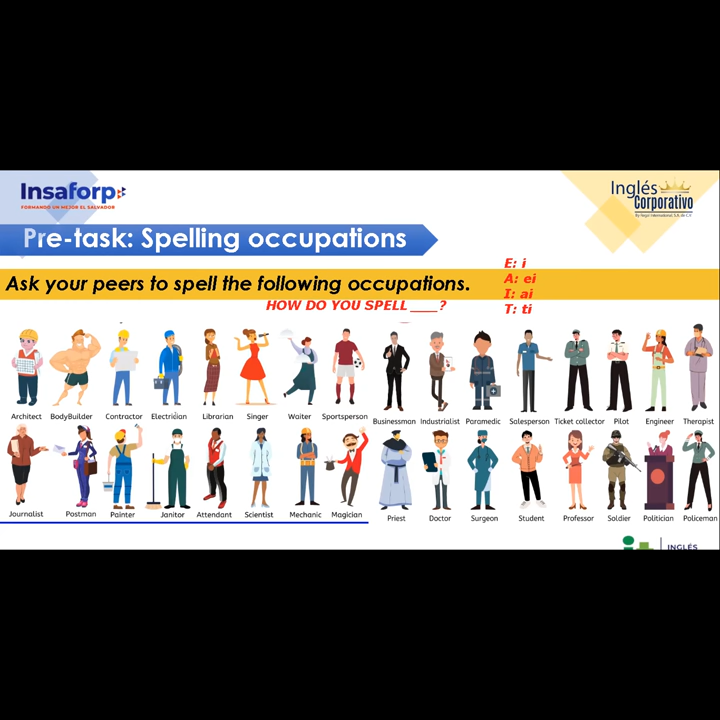 Insaforp
FORMANDO UN MEJOR EL SALVADOR
Inglés
Corporativo
Pre-task: Spelling occupations
Ask your peers to spell the following occupations.
E: i
A: ei
I: ai
T: ti
HOW DO YOU SPELL ____?
Architect BodyBuilder Contractor Electrician Librarian Singer Waiter Sportsperson Businessman Industrialist Paramedic Salesperson Ticket collector Pilot Engineer Therapist
Journalist Postman Painter Janitor Attendant Scientist Mechanic Magician Priest Doctor Surgeon Student Professor Soldier Politician Policeman
INGLÉS